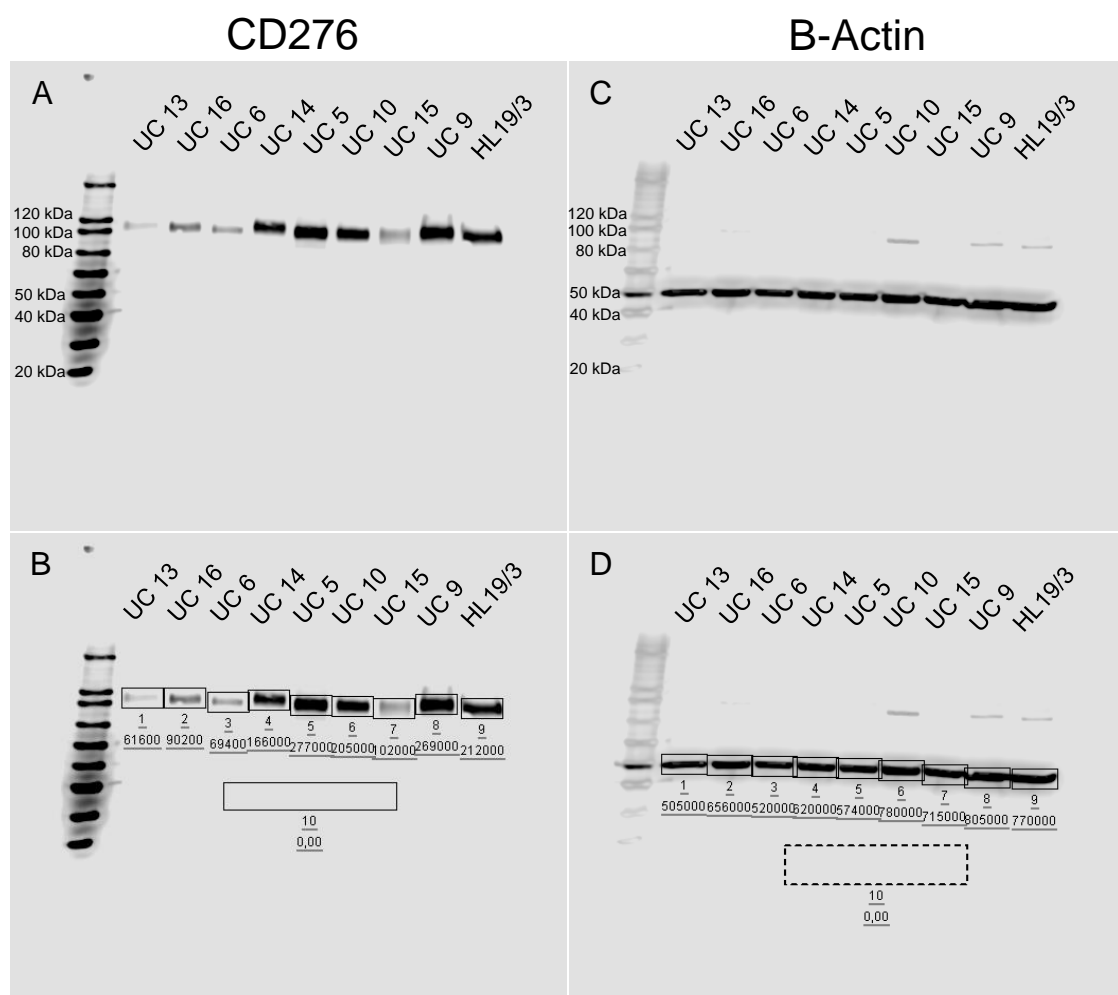 CD276
B-Actin
A
UC 13
UC 16
UC 6
UC 14
UC 5
UC 10
UC 15
UC 9
HL19/3
120 kDa
100 kDa
80 kDa
50 kDa
40 kDa
20 kDa
C
UC 13
UC 16
UC 6
UC 14
UC 5
UC 10
UC 15
UC 9
HL19/3
120 kDa
100 kDa
80 kDa
50 kDa
40 kDa
20 kDa
B
UC 13
UC 16
UC 6
UC 14
UC 5
UC 10
UC 15
UC 9
HL19/3
1 2 3 4 5 6 7 8 9
61600 90200 69400 166000 277000 205000 102000 269000 212000
10
0,00
D
UC 13
UC 16
UC 6
UC 14
UC 5
UC 10
UC 15
UC 9
HL19/3
1 2 3 4 5 6 7 8 9
505000 656000 520000 620000 574000 780000 715000 805000 770000
10
0,00